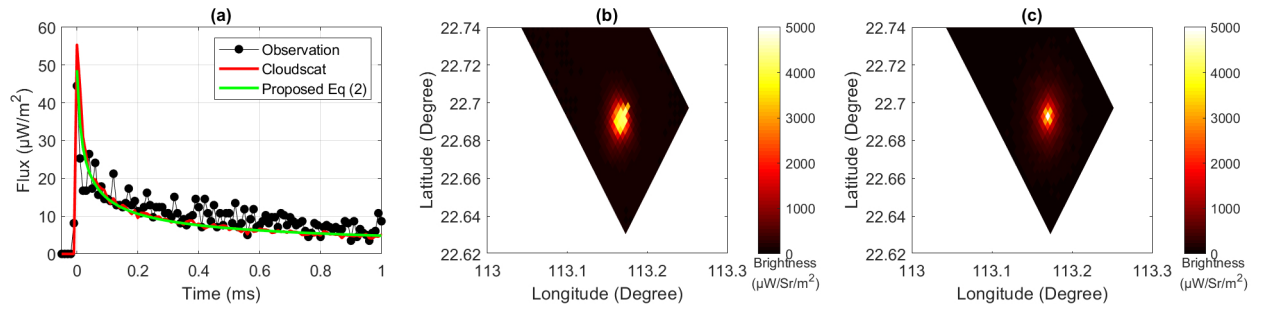 (a)
60
50
40
30
20
10
0
Flux (μW/m²)
0 0.2 0.4 0.6 0.8 1
Time (ms)
Observation
Cloudscat
Proposed Eq (2)
(b)
22.74
22.72
22.7
22.68
22.66
22.64
22.62
Latitude (Degree)
113 113.1 113.2 113.3
Longitude (Degree)
5000
4000
3000
2000
1000
0
Brightness
(μW/Sr/m²)
(c)
22.74
22.72
22.7
22.68
22.66
22.64
22.62
Latitude (Degree)
113 113.1 113.2 113.3
Longitude (Degree)
5000
4000
3000
2000
1000
0
Brightness
(μW/Sr/m²)